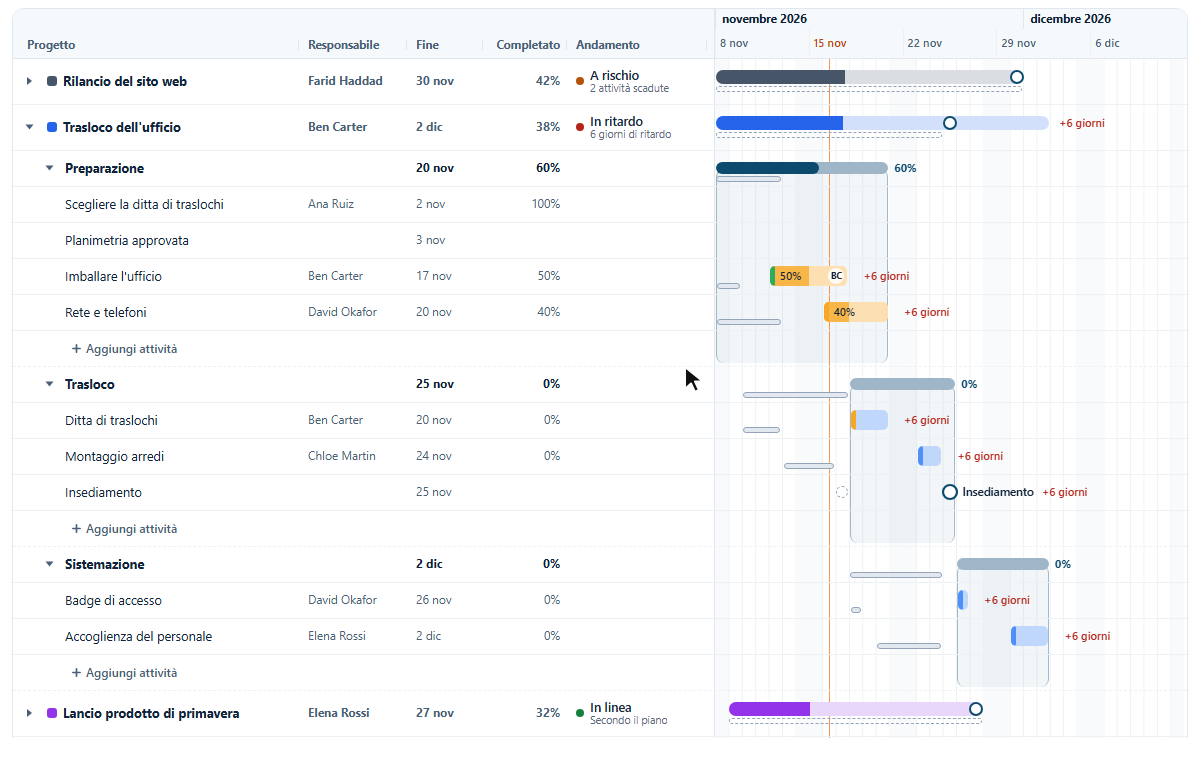 novembre 2026 dicembre 2026
Progetto Responsabile Fine Completato Andamento 8 nov 15 nov 22 nov 29 nov 6 dic
Rilancio del sito web Farid Haddad 30 nov 42% A rischio
2 attività scadute
Trasloco dell'ufficio Ben Carter 2 dic 38% In ritardo +6 giorni
6 giorni di ritardo
Preparazione 20 nov 60% 60%
Scegliere la ditta di traslochi Ana Ruiz 2 nov 100%
Planimetria approvata 3 nov
Imballare l'ufficio Ben Carter 17 nov 50% 50% BC +6 giorni
Rete e telefoni David Okafor 20 nov 40% 40% +6 giorni
+ Aggiungi attività
Trasloco 25 nov 0% 0%
Ditta di traslochi Ben Carter 20 nov 0% +6 giorni
Montaggio arredi Chloe Martin 24 nov 0% +6 giorni
Insediamento 25 nov Insediamento +6 giorni
+ Aggiungi attività
Sistemazione 2 dic 0% 0%
Badge di accesso David Okafor 26 nov 0% +6 giorni
Accoglienza del personale Elena Rossi 2 dic 0% +6 giorni
+ Aggiungi attività
Lancio prodotto di primavera Elena Rossi 27 nov 32% In linea
Secondo il piano